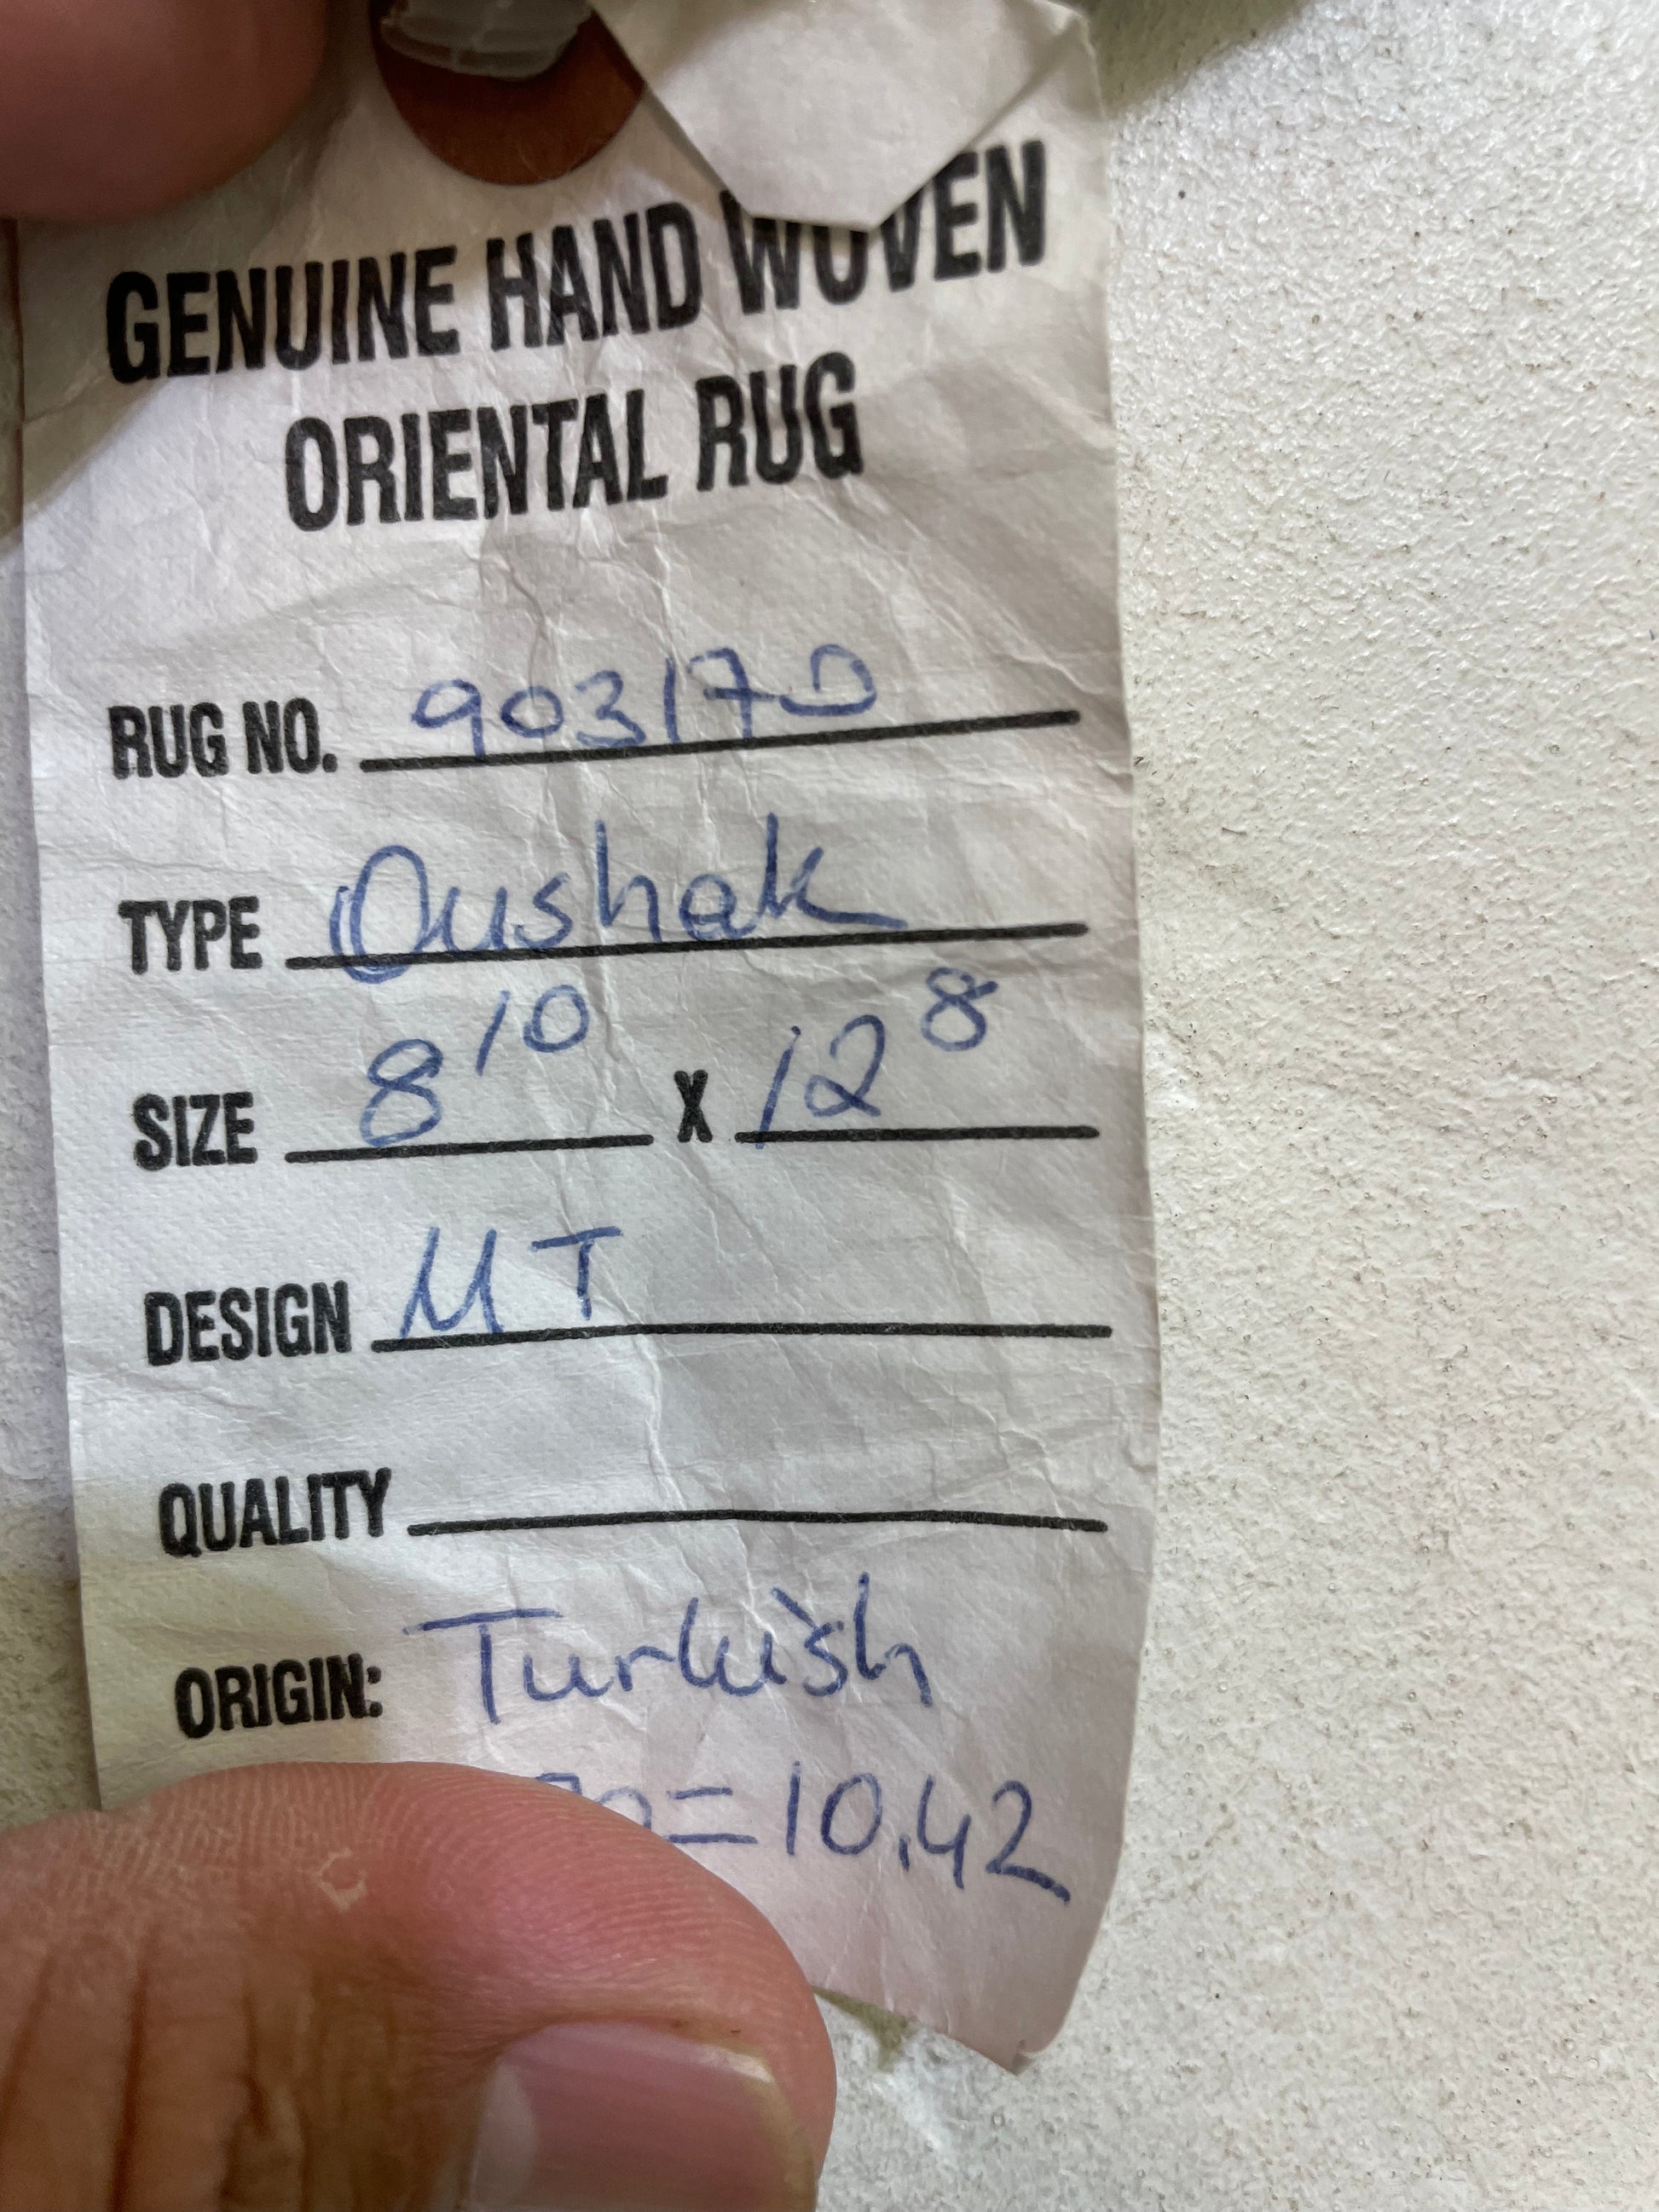 GENUINE HAND WOVEN
ORIENTAL RUG
RUG NO. 903170
TYPE Oushak
SIZE 8 10 X 12 8
DESIGN MT
QUALITY
ORIGIN: Turkish
= 10,42